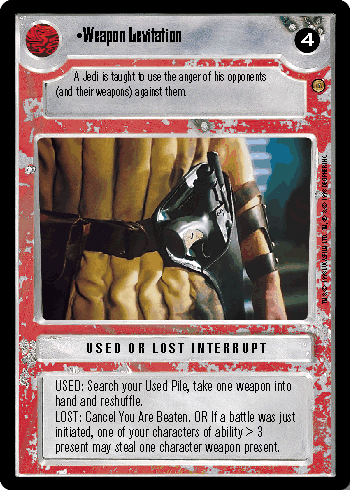 •Weapon Levitation
4
A Jedi is taught to use the anger of his opponents
(and their weapons) against them.
USED OR LOST INTERRUPT
USED: Search your Used Pile, take one weapon into
hand and reshuffle.
LOST: Cancel You Are Beaten. OR If a battle was just
initiated, one of your characters of ability > 3
present may steal one character weapon present.